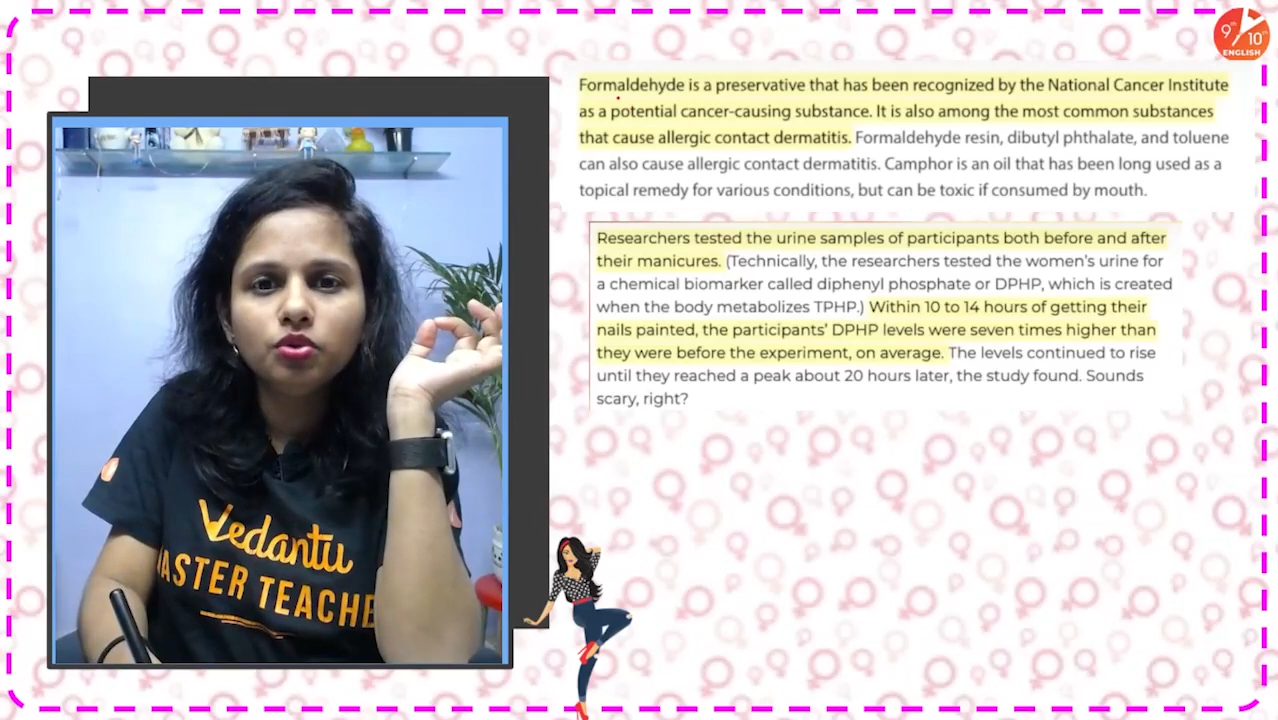 9th 10th
ENGLISH
Formaldehyde is a preservative that has been recognized by the National Cancer Institute
as a potential cancer-causing substance. It is also among the most common substances
that cause allergic contact dermatitis. Formaldehyde resin, dibutyl phthalate, and toluene
can also cause allergic contact dermatitis. Camphor is an oil that has been long used as a
topical remedy for various conditions, but can be toxic if consumed by mouth.
Researchers tested the urine samples of participants both before and after
their manicures. (Technically, the researchers tested the women's urine for
a chemical biomarker called diphenyl phosphate or DPHP, which is created
when the body metabolizes TPHP.) Within 10 to 14 hours of getting their
nails painted, the participants' DPHP levels were seven times higher than
they were before the experiment, on average. The levels continued to rise
until they reached a peak about 20 hours later, the study found. Sounds
scary, right?
Vedantu
ASTER TEACHE